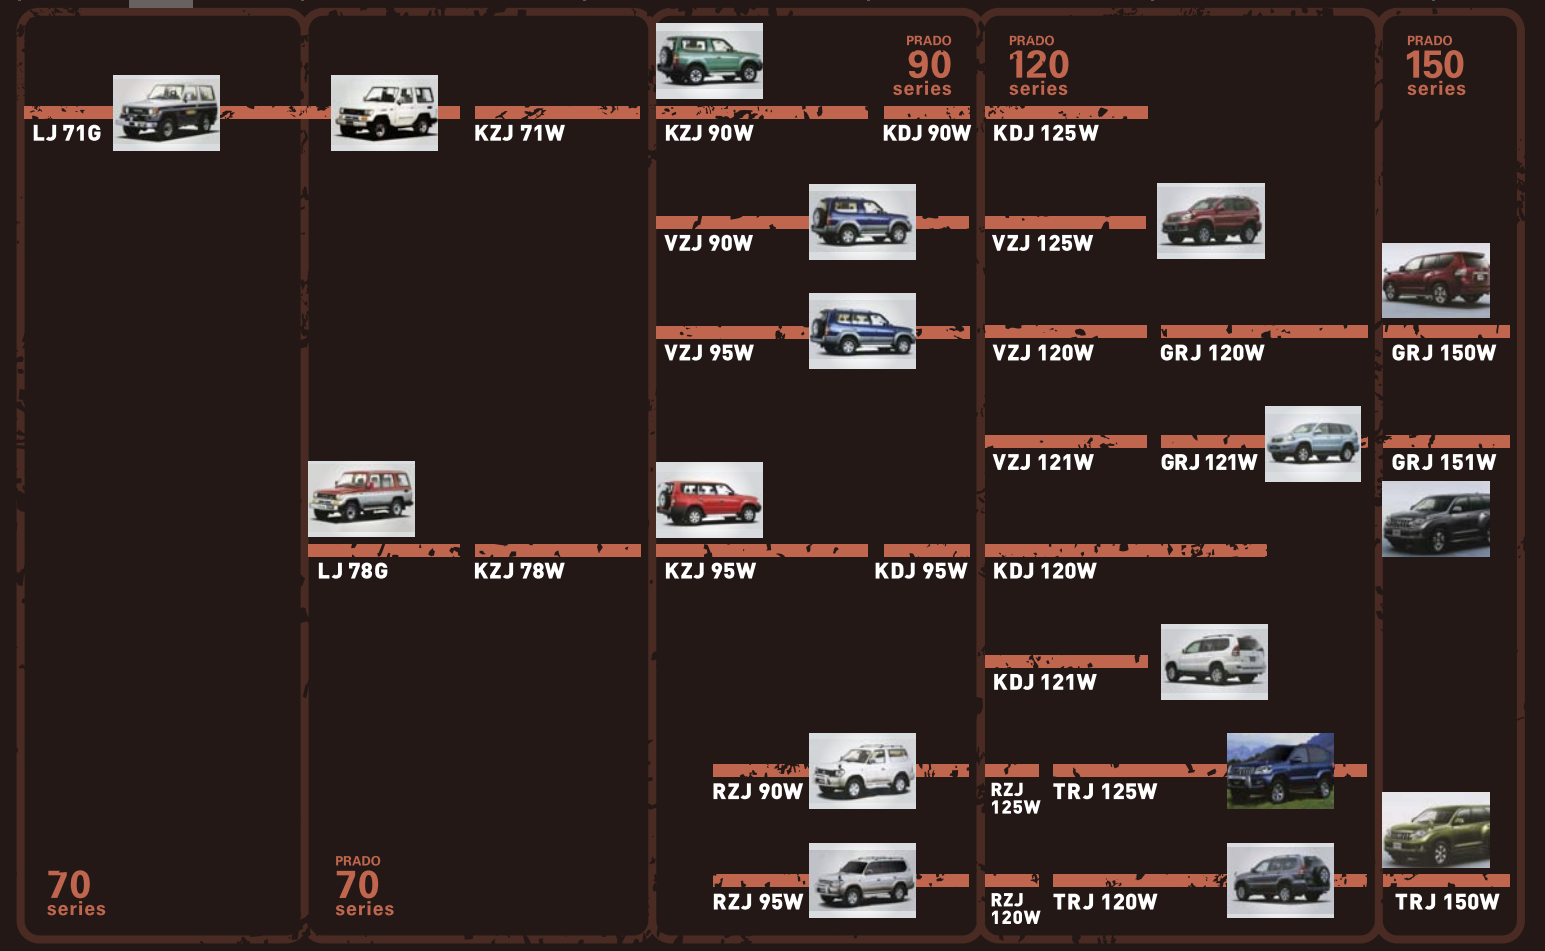 PRADO
90
series
PRADO
120
series
PRADO
150
series
LJ 71G
KZJ 71W
KZJ 90W
KDJ 90W
KDJ 125W
VZJ 90W
VZJ 125W
VZJ 95W
VZJ 120W
GRJ 120W
GRJ 150W
VZJ 121W
GRJ 121W
GRJ 151W
LJ 78G
KZJ 78W
KZJ 95W
KDJ 95W
KDJ 120W
KDJ 121W
RZJ 90W
RZJ
125W
TRJ 125W
RZJ 95W
RZJ
120W
TRJ 120W
TRJ 150W
70
series
PRADO
70
series